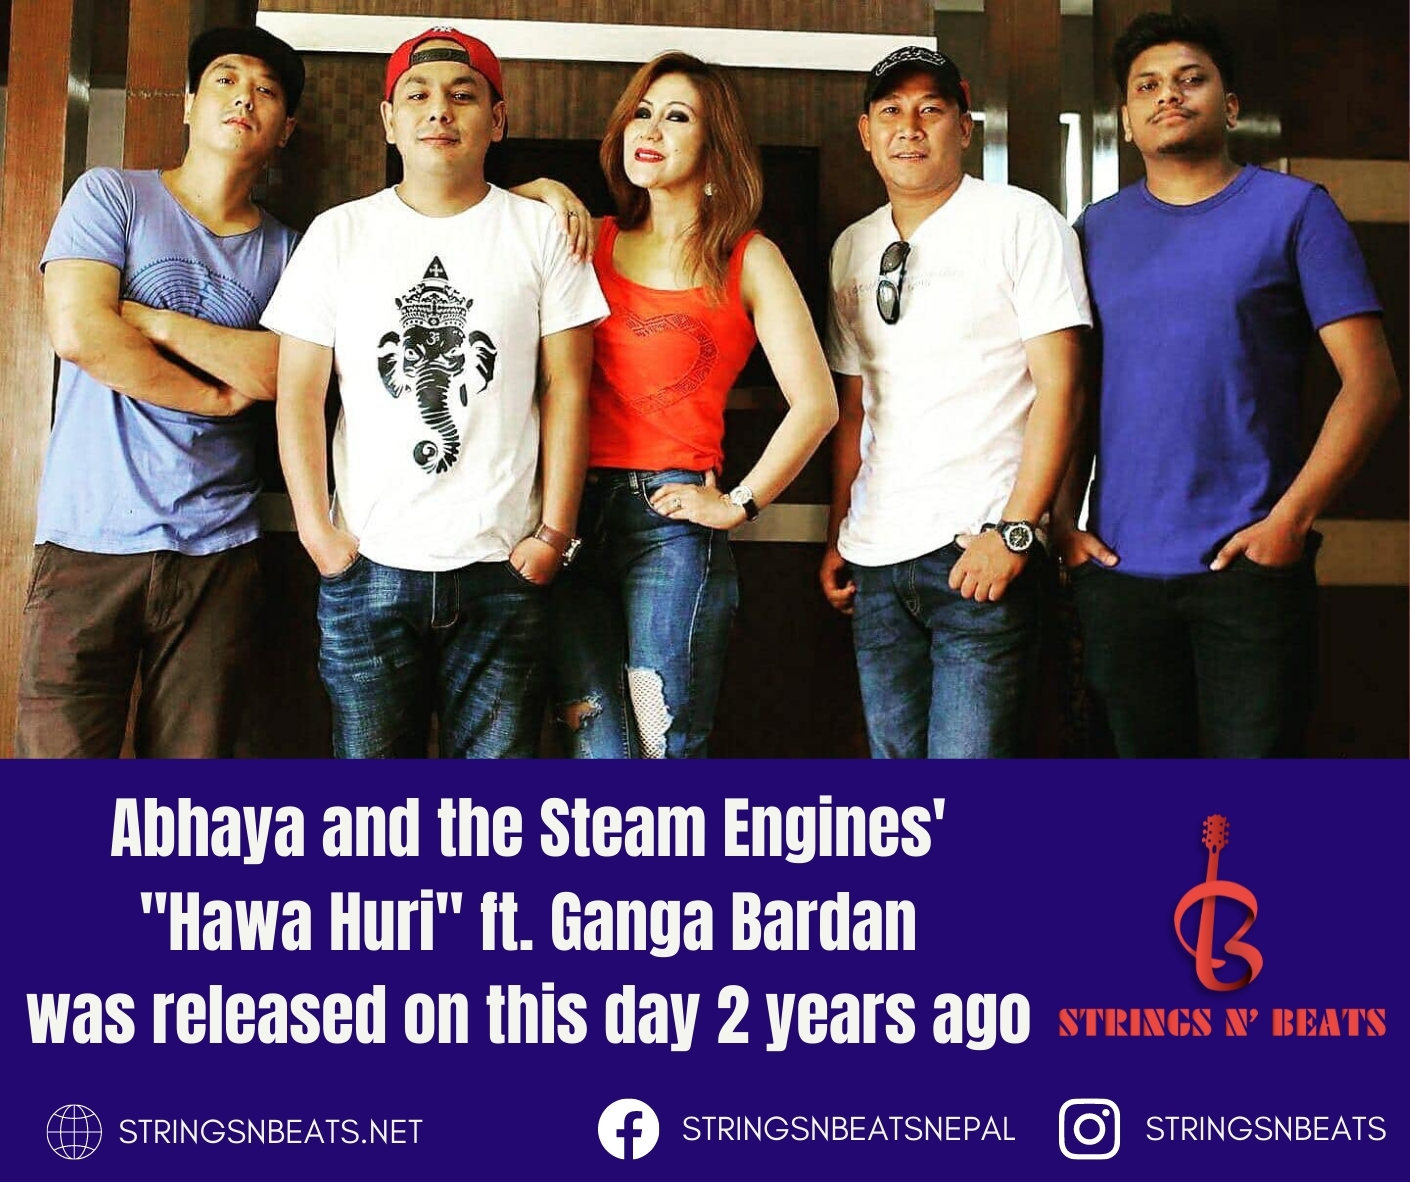 Abhaya and the Steam Engines'
"Hawa Huri" ft. Ganga Bardan
was released on this day 2 years ago
STRINGS N' BEATS
STRINGSNBEATS.NET
STRINGSNBEATSNEPAL
STRINGSNBEATS